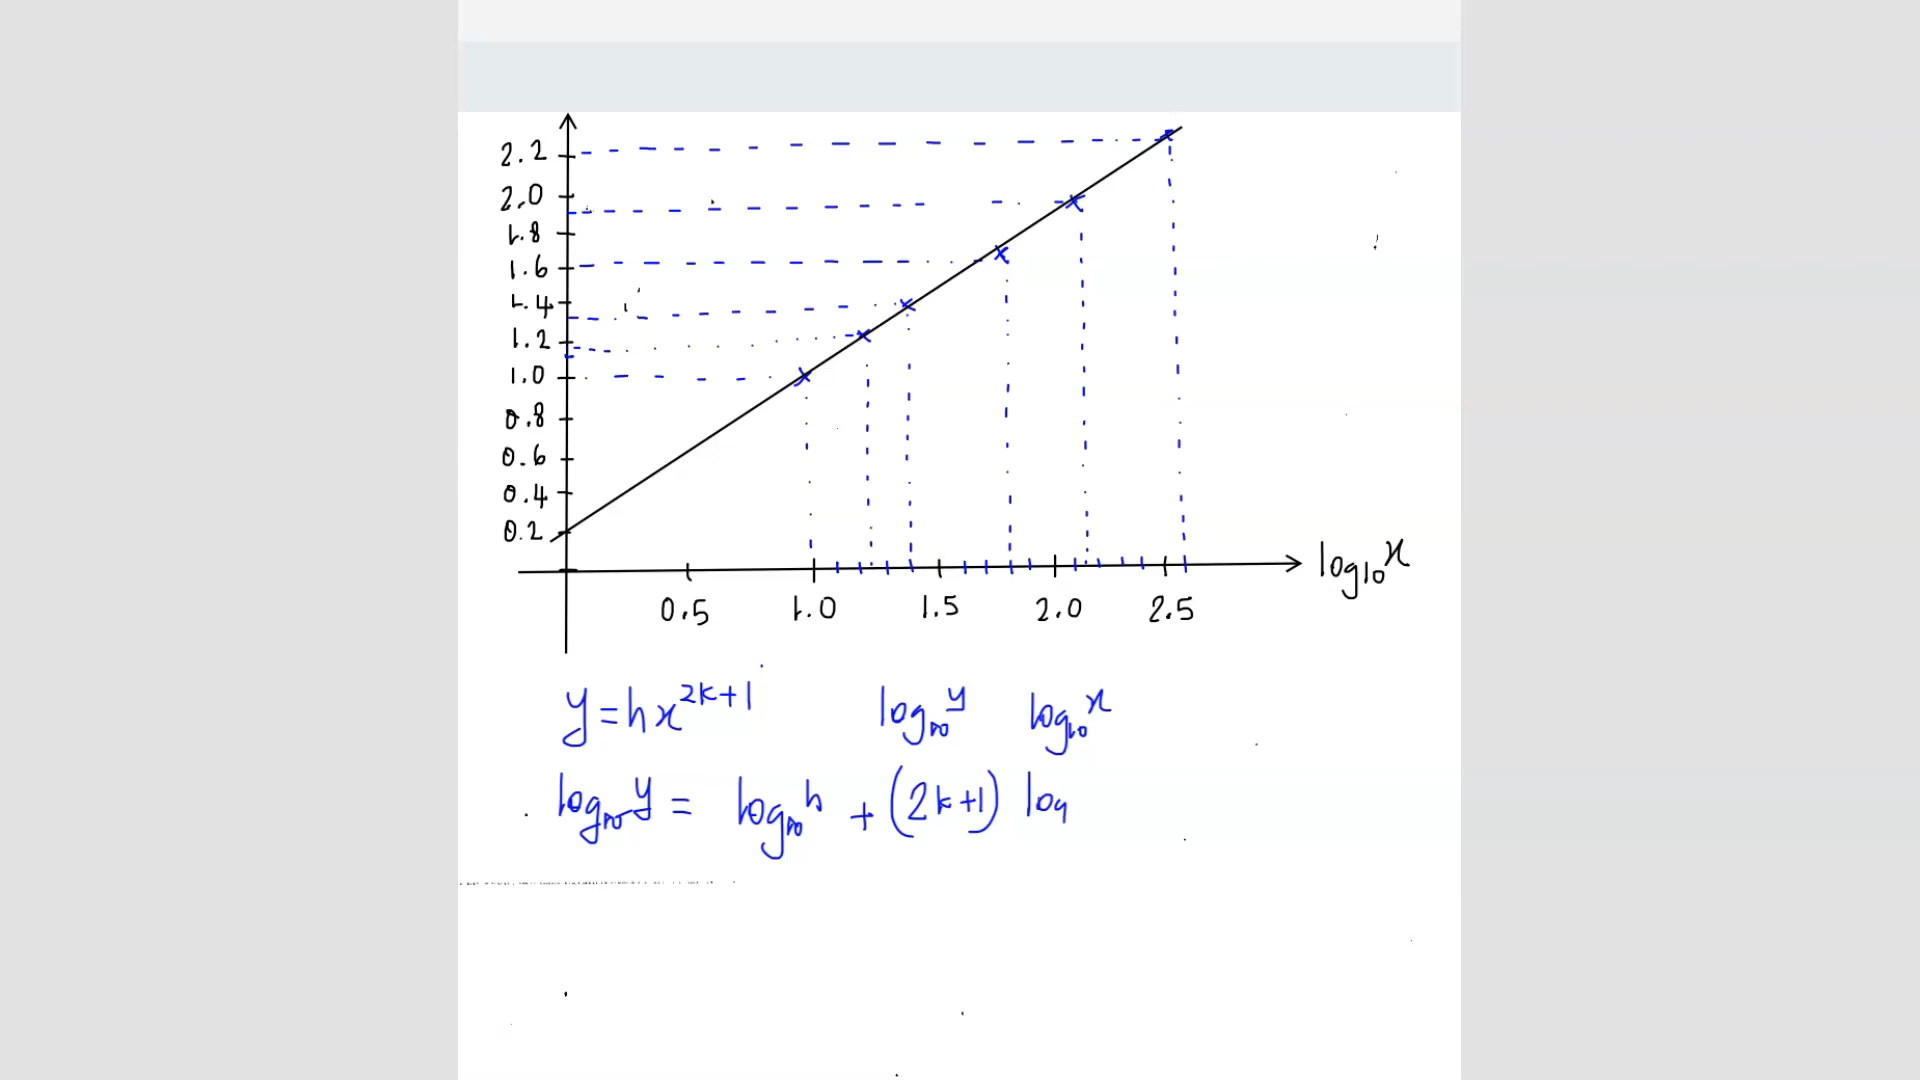 2.2
2.0
1.8
1.6
1.4
1.2
1.0
0.8
0.6
0.4
0.2
log₁₀x
0.5 1.0 1.5 2.0 2.5
y = hx²ᵏ⁺¹ log₁₀y log₁₀x
log₁₀y = log₁₀h + (2k+1) log